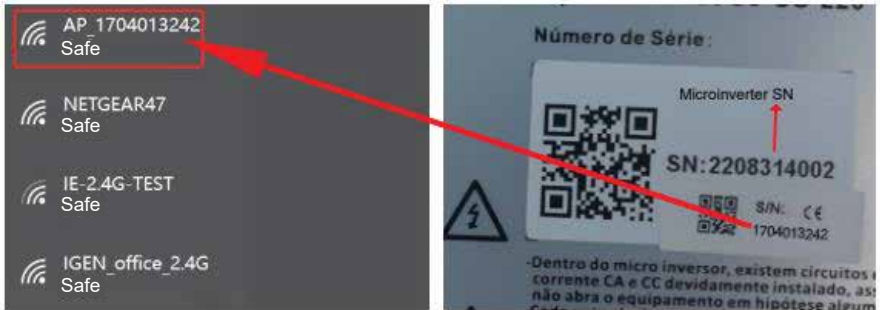 AP_1704013242
Safe
NETGEAR47
Safe
IE-2.4G-TEST
Safe
IGEN_office_2.4G
Safe
Número de Série:
Microinverter SN
SN:2208314002
S/N: CE
1704013242
-Dentro do micro inversor, existem circuitos
corrente CA e CC devidamente instalado,
não abra o equipamento em hipótese